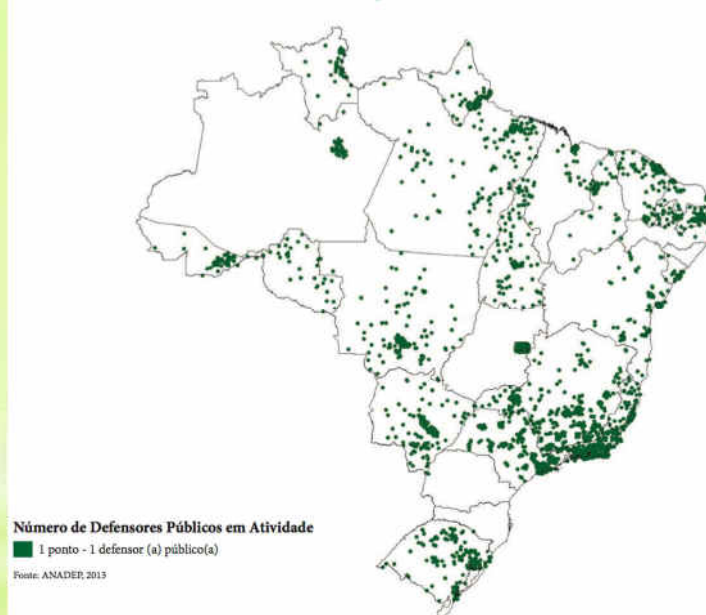 Número de Defensores Públicos em Atividade
1 ponto - 1 defensor (a) público(a)
Fonte: ANADEP, 2013